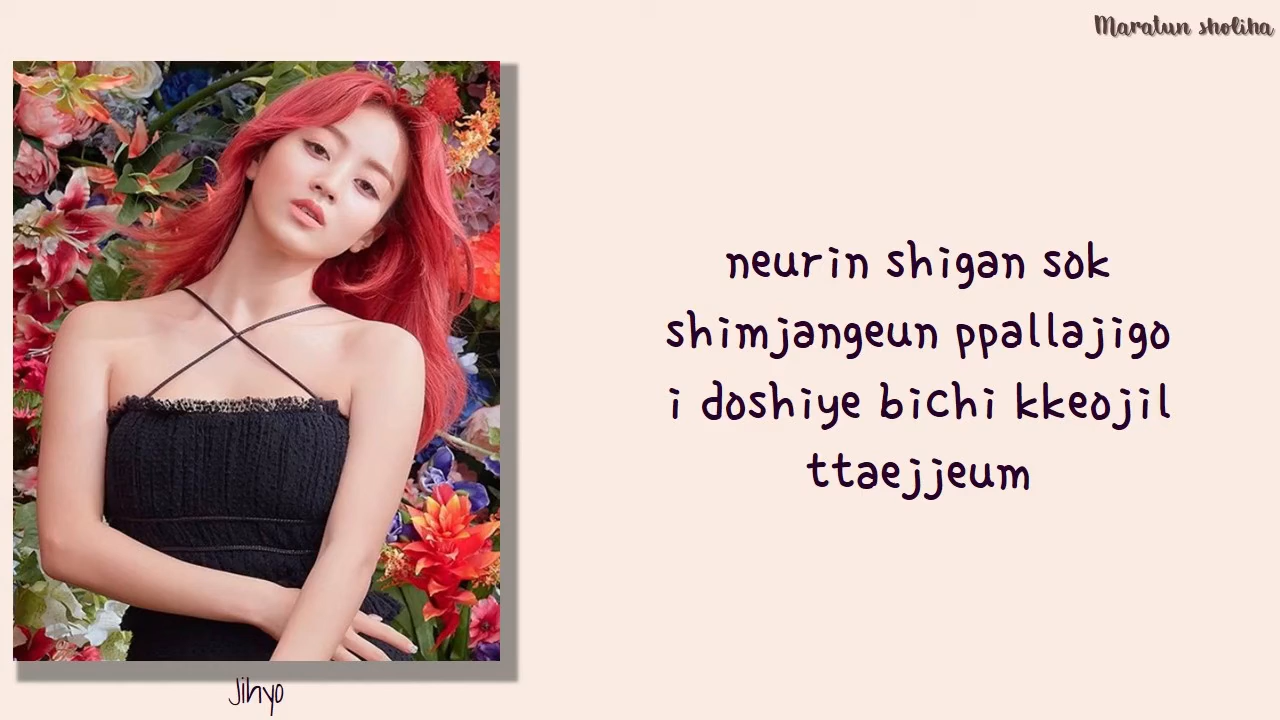 Maratun sholiha
neurin shigan sok
shimjangeun ppallajigo
i doshiye bichi kkeojil
ttaejjeum
Jihyo